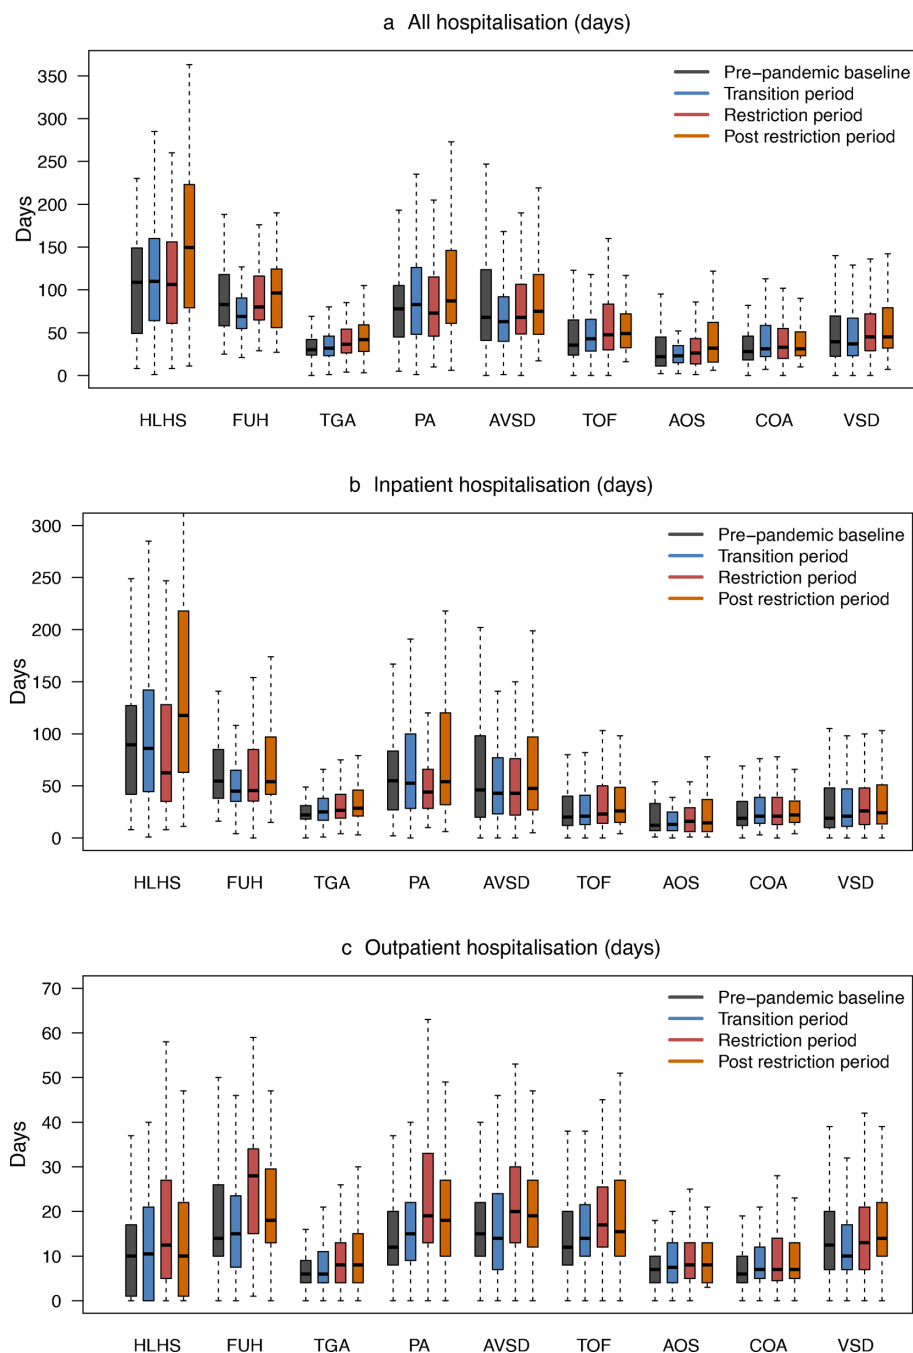 a All hospitalisation (days)
Pre−pandemic baseline
Transition period
Restriction period
Post restriction period
Days
350
300
250
200
150
100
50
0
HLHS FUH TGA PA AVSD TOF AOS COA VSD
b Inpatient hospitalisation (days)
Pre−pandemic baseline
Transition period
Restriction period
Post restriction period
Days
300
250
200
150
100
50
0
HLHS FUH TGA PA AVSD TOF AOS COA VSD
c Outpatient hospitalisation (days)
Pre−pandemic baseline
Transition period
Restriction period
Post restriction period
Days
70
60
50
40
30
20
10
0
HLHS FUH TGA PA AVSD TOF AOS COA VSD